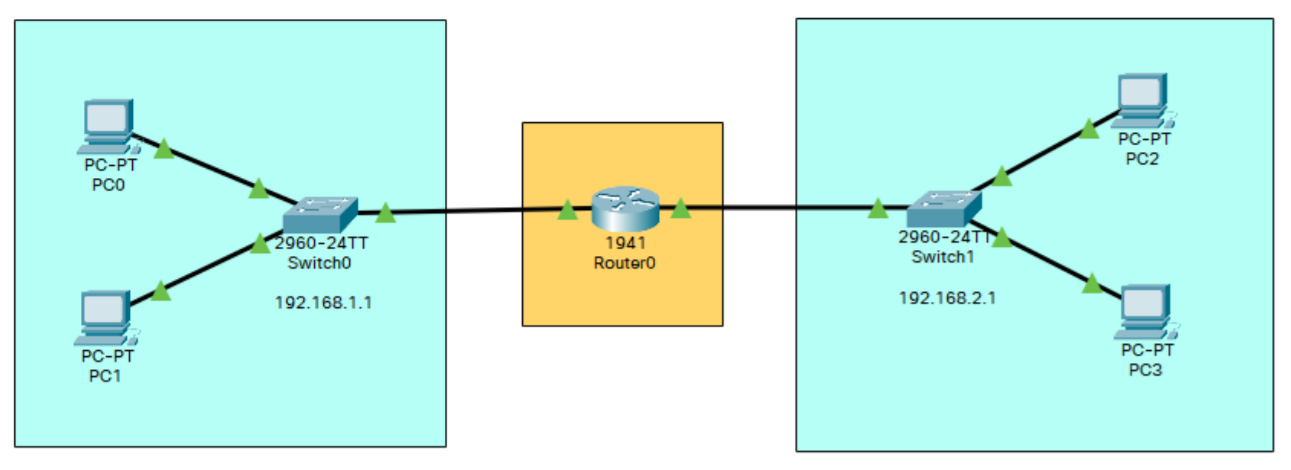 PC-PT
PC0
2960-24TT
Switch0
192.168.1.1
PC-PT
PC1
1941
Router0
PC-PT
PC2
2960-24TT
Switch1
192.168.2.1
PC-PT
PC3